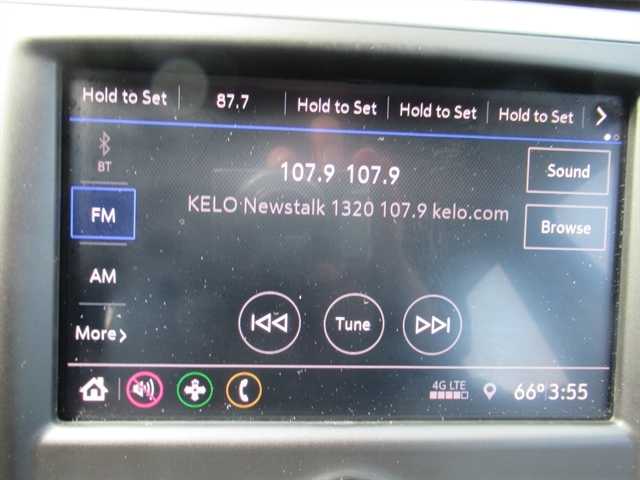 Hold to Set 87.7 Hold to Set Hold to Set Hold to Set >
BT
107.9 107.9
Sound
KELO Newstalk 1320 107.9 kelo.com
FM
Browse
AM
Tune
More >
4G LTE
66° 3:55